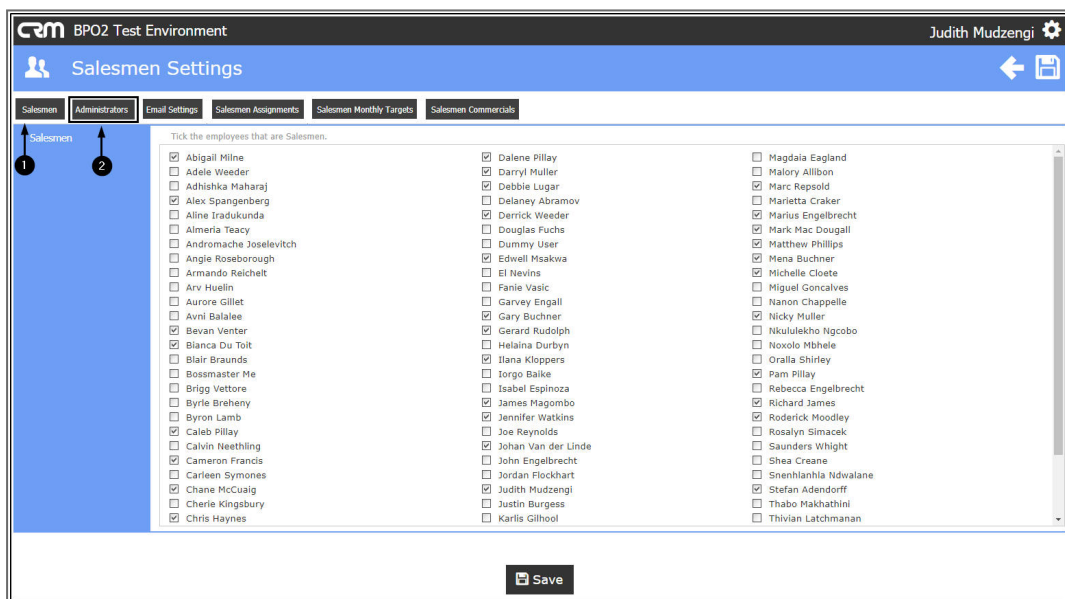 CRM BPO2 Test Environment
Judith Mudzengi
Salesmen Settings
Salesmen
Administrators
Email Settings
Salesmen Assignments
Salesmen Monthly Targets
Salesmen Commercials
Salesmen
1
2
Tick the employees that are Salesmen.
Abigail Milne
Adele Weeder
Adhishka Maharaj
Alex Spangenberg
Aline Iradukunda
Almeria Teacy
Andromache Joselevitch
Angie Roseborough
Armando Reichelt
Arv Huelin
Aurore Gillet
Avni Balalee
Bevan Venter
Bianca Du Toit
Blair Braunds
Bossmaster Me
Brigg Vettore
Byrle Breheny
Byron Lamb
Caleb Pillay
Calvin Neethling
Cameron Francis
Carleen Symones
Chane McCuaig
Cherie Kingsbury
Chris Haynes
Dalene Pillay
Darryl Muller
Debbie Lugar
Delaney Abramov
Derrick Weeder
Douglas Fuchs
Dummy User
Edwell Msakwa
El Nevins
Fanie Vasic
Garvey Engall
Gary Buchner
Gerard Rudolph
Helaina Durbyn
Ilana Kloppers
Iorgo Baike
Isabel Espinoza
James Magombo
Jennifer Watkins
Joe Reynolds
Johan Van der Linde
John Engelbrecht
Jordan Flockhart
Judith Mudzengi
Justin Burgess
Karlis Gilhool
Magdaia Eagland
Malory Allibon
Marc Repsold
Marietta Craker
Marius Engelbrecht
Mark Mac Dougall
Matthew Phillips
Mena Buchner
Michelle Cloete
Miguel Goncalves
Nanon Chappelle
Nicky Muller
Nkululekho Ngcobo
Noxolo Mbhele
Oralla Shirley
Pam Pillay
Rebecca Engelbrecht
Richard James
Roderick Moodley
Rosalyn Simacek
Saunders Whight
Shea Creane
Snenhlanhla Ndwalane
Stefan Adendorff
Thabo Makhathini
Thivian Latchmanan
Save